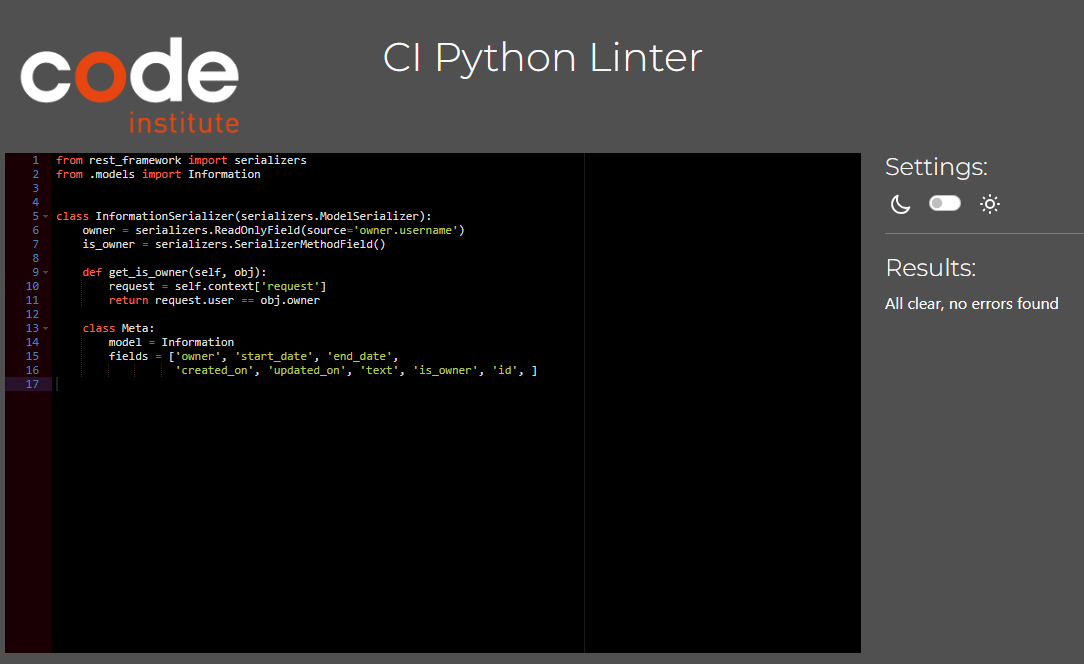 code
institute
CI Python Linter
1 from rest_framework import serializers
2 from .models import Information
3
4
5 class InformationSerializer(serializers.ModelSerializer):
6     owner = serializers.ReadOnlyField(source='owner.username')
7     is_owner = serializers.SerializerMethodField()
8
9     def get_is_owner(self, obj):
10         request = self.context['request']
11         return request.user == obj.owner
12
13     class Meta:
14         model = Information
15         fields = ['owner', 'start_date', 'end_date',
16                   'created_on', 'updated_on', 'text', 'is_owner', 'id', ]
17
Settings:
Results:
All clear, no errors found